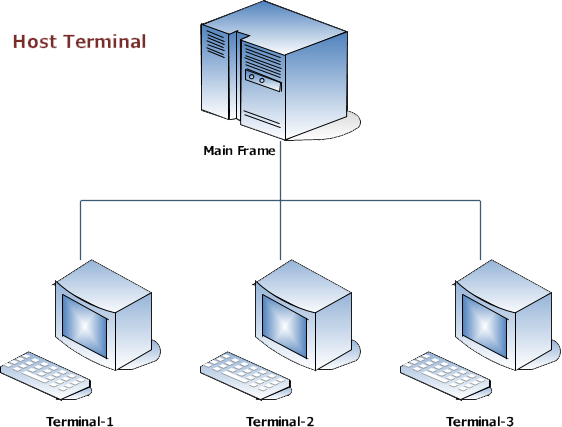 Host Terminal
Main Frame
Terminal-1
Terminal-2
Terminal-3